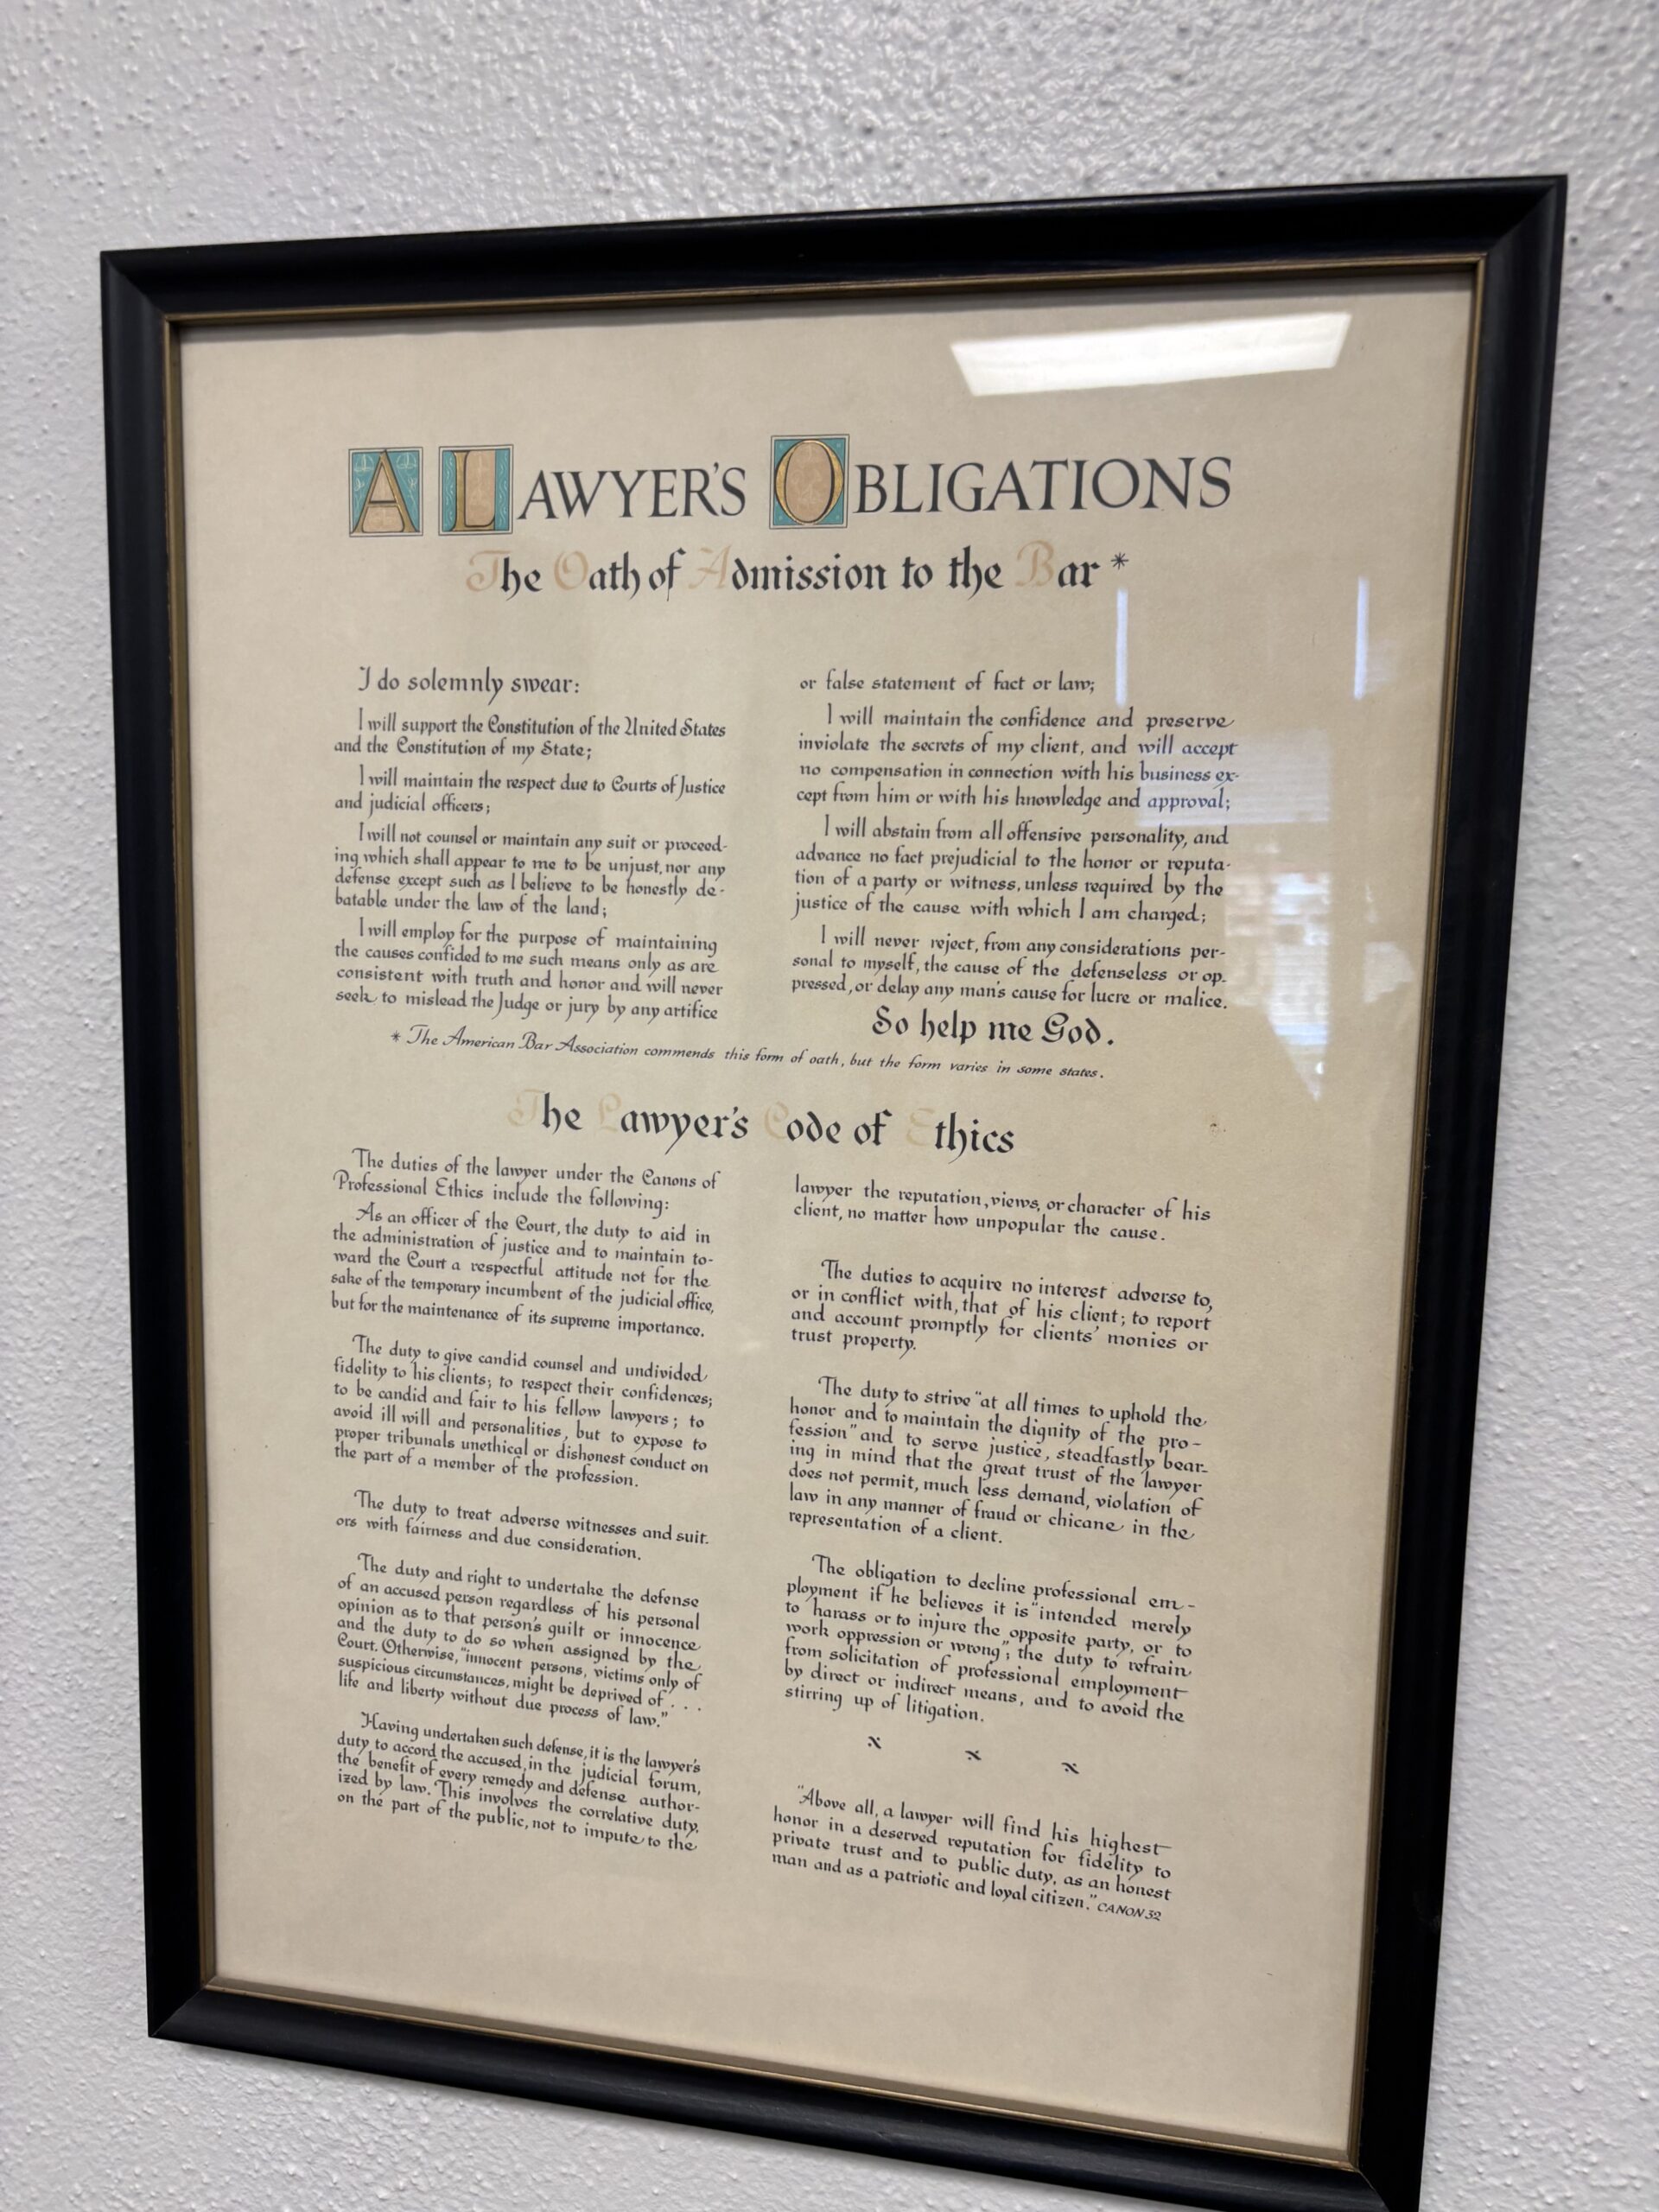 A LAWYER'S OBLIGATIONS
The Oath of Admission to the Bar *
I do solemnly swear:
I will support the Constitution of the United States
and the Constitution of my State;
I will maintain the respect due to Courts of Justice
and judicial officers;
I will not counsel or maintain any suit or proceed-
ing which shall appear to me to be unjust, nor any
defense except such as I believe to be honestly de-
batable under the law of the land;
I will employ for the purpose of maintaining
the causes confided to me such means only as are
consistent with truth and honor and will never
seek to mislead the Judge or jury by any artifice
or false statement of fact or law;
I will maintain the confidence and preserve
inviolate the secrets of my client, and will accept
no compensation in connection with his business ex-
cept from him or with his knowledge and approval;
I will abstain from all offensive personality, and
advance no fact prejudicial to the honor or reputa-
tion of a party or witness, unless required by the
justice of the cause with which I am charged;
I will never reject, from any considerations per-
sonal to myself, the cause of the defenseless or op-
pressed, or delay any man's cause for lucre or malice.
So help me God.
* The American Bar Association commends this form of oath, but the form varies in some states.
The Lawyer's Code of Ethics
The duties of the lawyer under the Canons of
Professional Ethics include the following:
As an officer of the Court, the duty to aid in
the administration of justice and to maintain to-
ward the Court a respectful attitude not for the
sake of the temporary incumbent of the judicial office,
but for the maintenance of its supreme importance.
The duty to give candid counsel and undivided
fidelity to his clients; to respect their confidences;
to be candid and fair to his fellow lawyers; to
avoid ill will and personalities, but to expose to
proper tribunals unethical or dishonest conduct on
the part of a member of the profession.
The duty to treat adverse witnesses and suit-
ors with fairness and due consideration.
The duty and right to undertake the defense
of an accused person regardless of his personal
opinion as to that person's guilt or innocence
and the duty to do so when assigned by the
Court. Otherwise, "innocent persons, victims only of
suspicious circumstances, might be deprived of . . .
life and liberty without due process of law."
Having undertaken such defense, it is the lawyer's
duty to accord the accused, in the judicial forum,
the benefit of every remedy and defense author-
ized by law. This involves the correlative duty,
on the part of the public, not to impute to the
lawyer the reputation, views, or character of his
client, no matter how unpopular the cause.
The duties to acquire no interest adverse to,
or in conflict with, that of his client; to report
and account promptly for clients' monies or
trust property.
The duty to strive "at all times to uphold the
honor and to maintain the dignity of the pro-
fession" and to serve justice, steadfastly bear-
ing in mind that the great trust of the lawyer
does not permit, much less demand, violation of
law in any manner of fraud or chicane in the
representation of a client.
The obligation to decline professional em-
ployment if he believes it is "intended merely
to harass or to injure the opposite party, or to
work oppression or wrong"; the duty to refrain
from solicitation of professional employment
by direct or indirect means, and to avoid the
stirring up of litigation.
"Above all, a lawyer will find his highest
honor in a deserved reputation for fidelity to
private trust and to public duty, as an honest
man and as a patriotic and loyal citizen." CANON 32